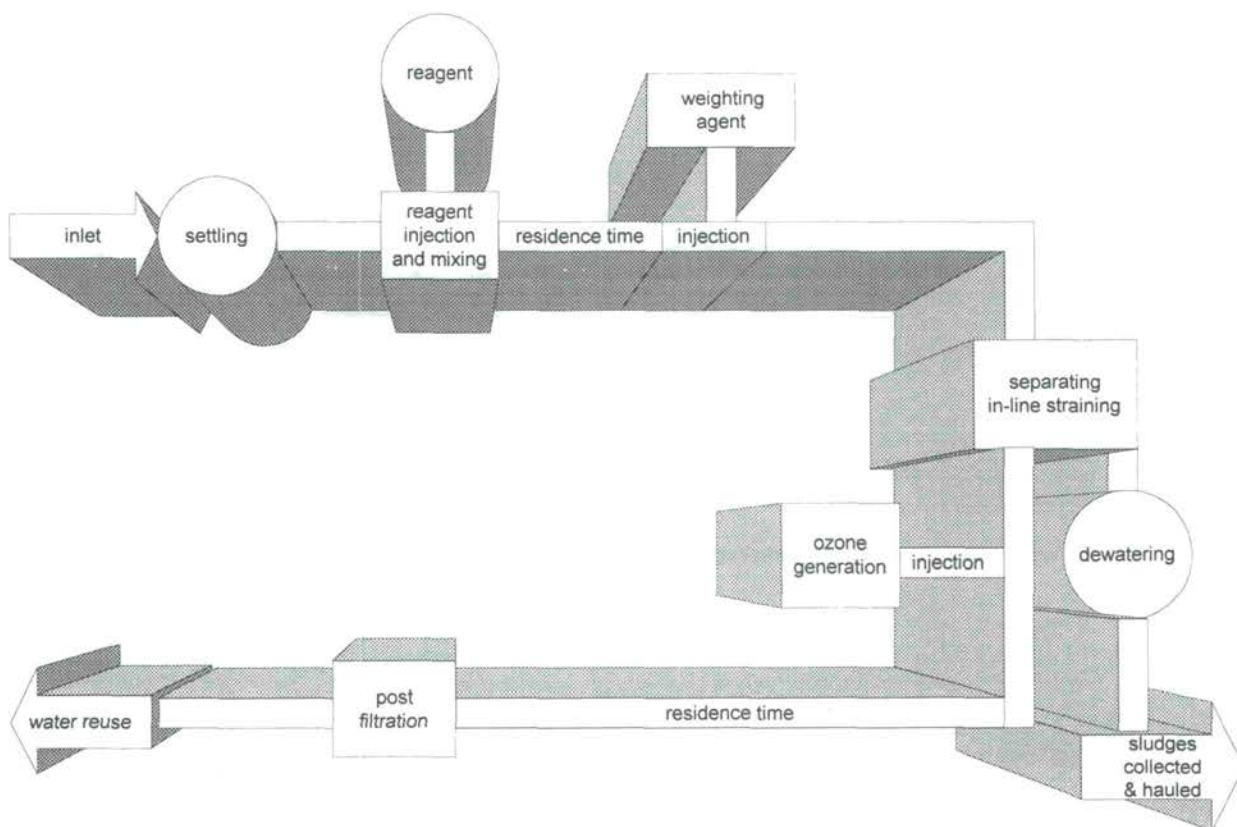 reagent
weighting
agent
inlet
settling
reagent
injection
and mixing
residence time
injection
separating
in-line straining
ozone
generation
injection
dewatering
water reuse
post
filtration
residence time
sludges
collected
& hauled